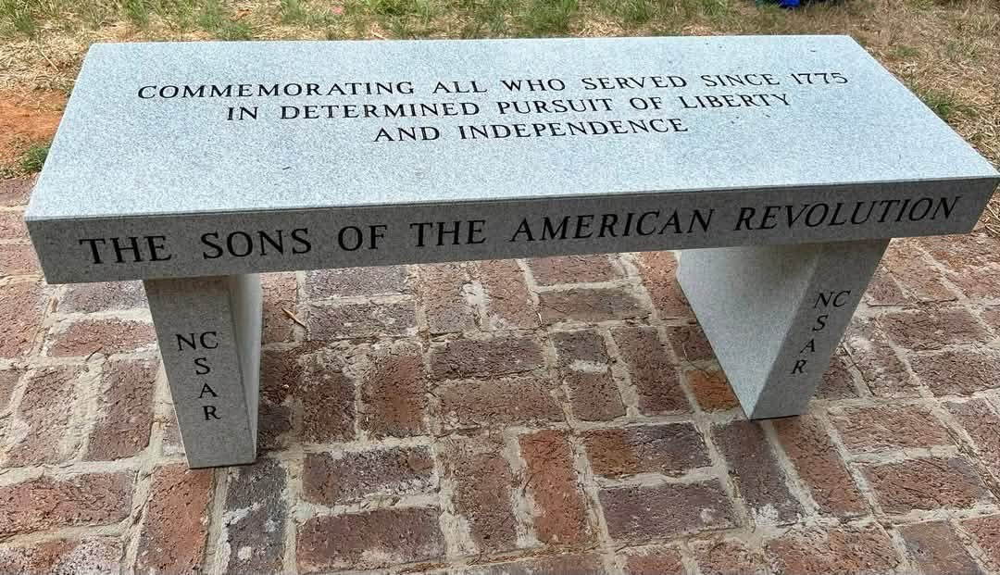 COMMEMORATING ALL WHO SERVED SINCE 1775
IN DETERMINED PURSUIT OF LIBERTY
AND INDEPENDENCE
THE SONS OF THE AMERICAN REVOLUTION
NC
S
A
R
NC
S
A
R